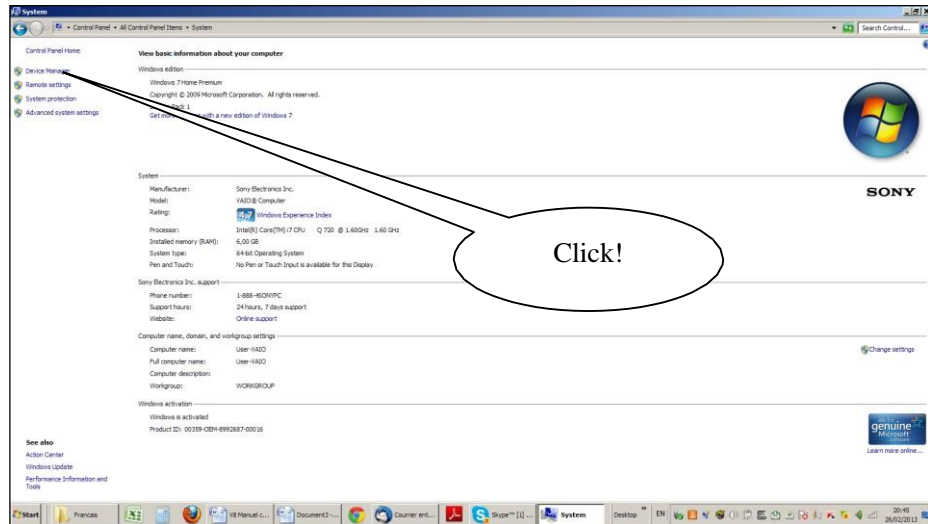 System
Control Panel • All Control Panel Items • System
Search Control...
Control Panel Home
Device Manager
Remote settings
System protection
Advanced system settings
View basic information about your computer
Windows edition
Windows 7 Home Premium
Copyright © 2009 Microsoft Corporation. All rights reserved.
Pack 1
Get more with a new edition of Windows 7
System
Manufacturer: Sony Electronics Inc.
Model: VAIO® Computer
Rating: 4,7 Windows Experience Index
Processor: Intel(R) Core(TM) i7 CPU Q 720 @ 1.60GHz 1.60 GHz
Installed memory (RAM): 6,00 GB
System type: 64-bit Operating System
Pen and Touch: No Pen or Touch Input is available for this Display
SONY
Click!
Sony Electronics Inc. support
Phone number: 1-888-4SONYPC
Support hours: 24 hours, 7 days support
Website: Online support
Computer name, domain, and workgroup settings
Computer name: User-VAIO
Full computer name: User-VAIO
Computer description:
Workgroup: WORKGROUP
Change settings
Windows activation
Windows is activated
Product ID: 00359-OEM-8992687-00016
genuine
Microsoft
software
Learn more online...
See also
Action Center
Windows Update
Performance Information and
Tools
Start
Francais
V8 Manuel c...
Document3 -...
Courrier ent...
Skype™ [1] ...
System
Desktop
EN
20:45
26/02/2013